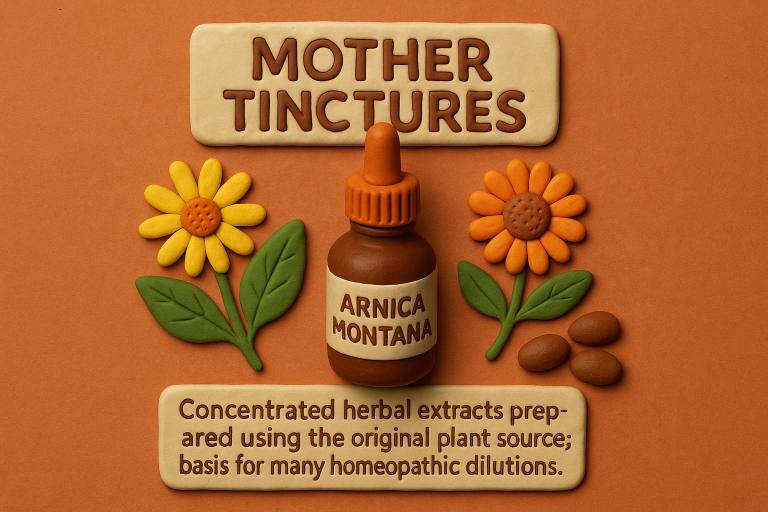 MOTHER
TINCTURES
ARNICA
MONTANA
Concentrated herbal extracts prep-
ared using the original plant source;
basis for many homeopathic dilutions.